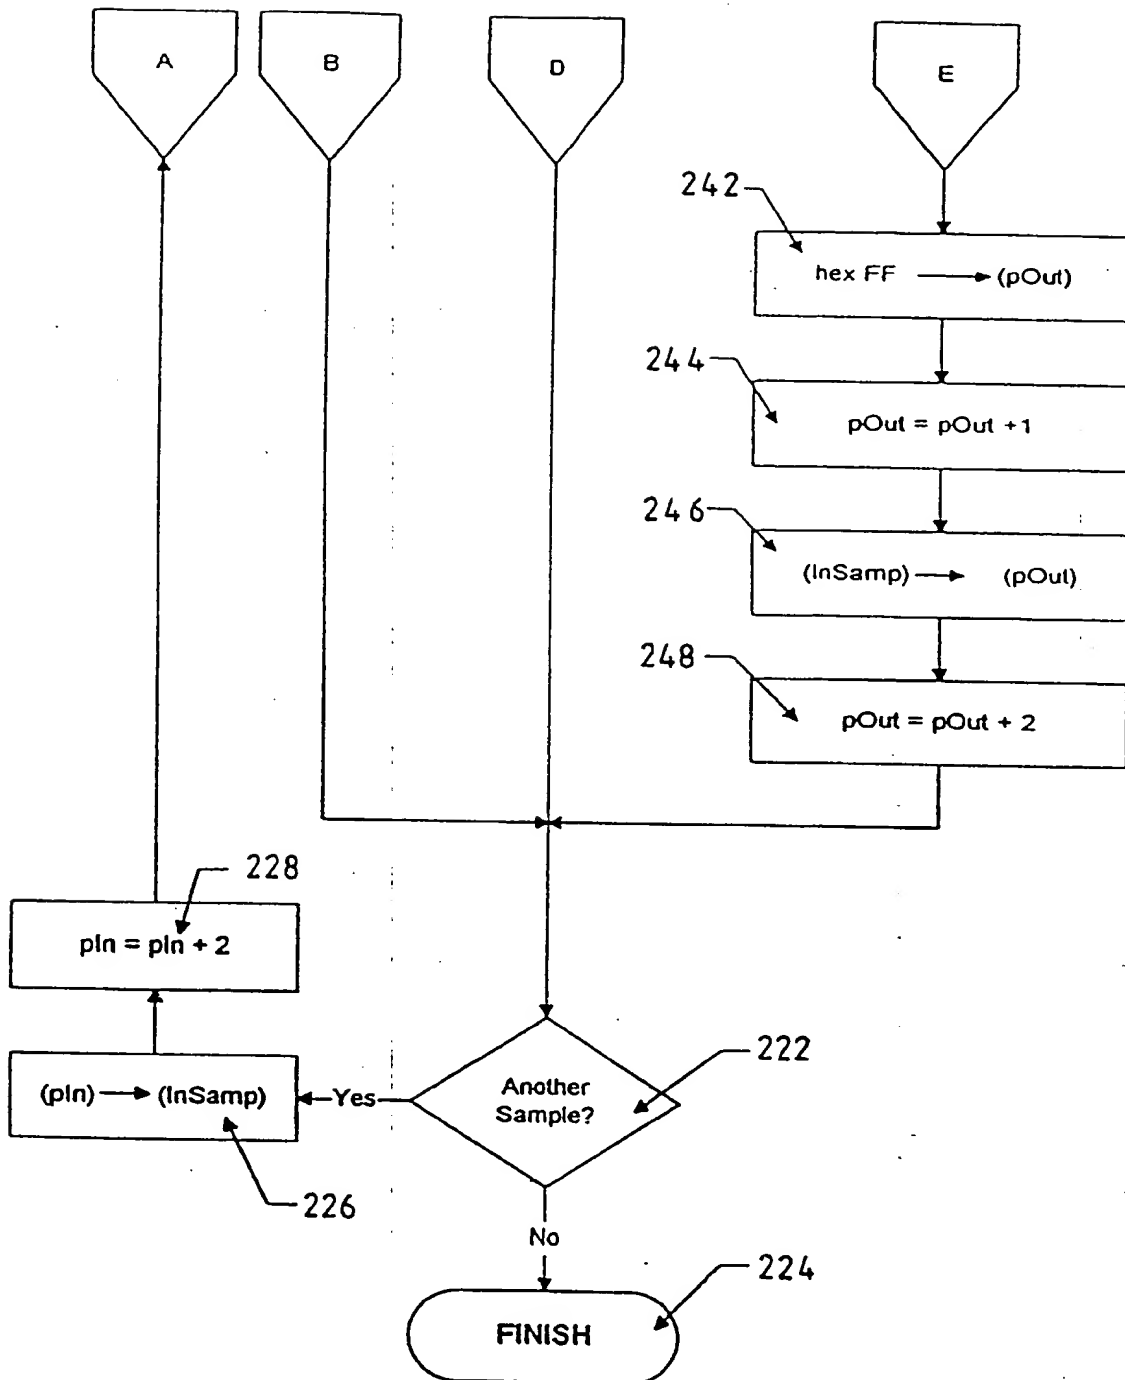 A
B
D
E
242
hex FF → (pOut)
244
pOut = pOut +1
246
(InSamp) → (pOut)
248
pOut = pOut + 2
228
pIn = pIn + 2
222
(pIn) → (InSamp)
Yes
Another
Sample?
226
No
224
FINISH